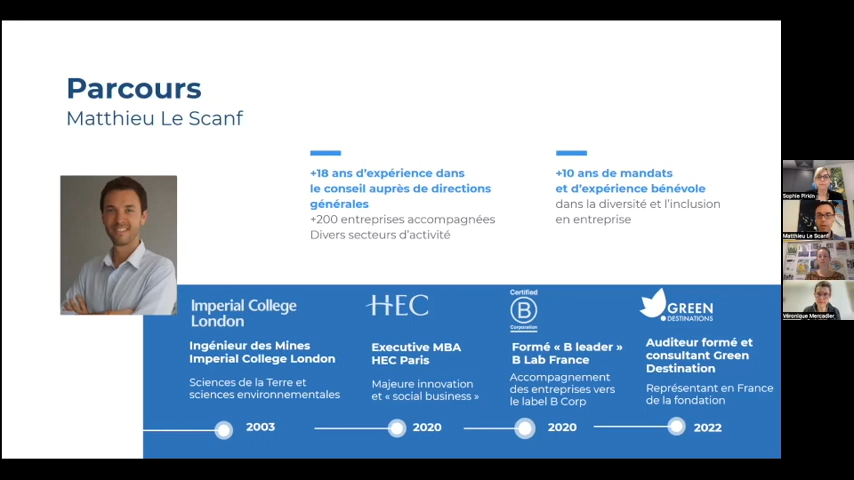 Parcours
Matthieu Le Scanf
+18 ans d'expérience dans
le conseil auprès de directions
générales
+200 entreprises accompagnées
Divers secteurs d'activité
+10 ans de mandats
et d'expérience bénévole
dans la diversité et l'inclusion
en entreprise
Imperial College
London
Ingénieur des Mines
Imperial College London
Sciences de la Terre et
sciences environnementales
2003
HEC
Executive MBA
HEC Paris
Majeure innovation
et « social business »
2020
Certified
B
Corporation
Formé « B leader »
B Lab France
Accompagnement
des entreprises vers
le label B Corp
2020
GREEN
DESTINATIONS
Auditeur formé et
consultant Green
Destination
Représentant en France
de la fondation
2022
Sophie Pirkin
Matthieu Le Scanf
Véronique Mercadier